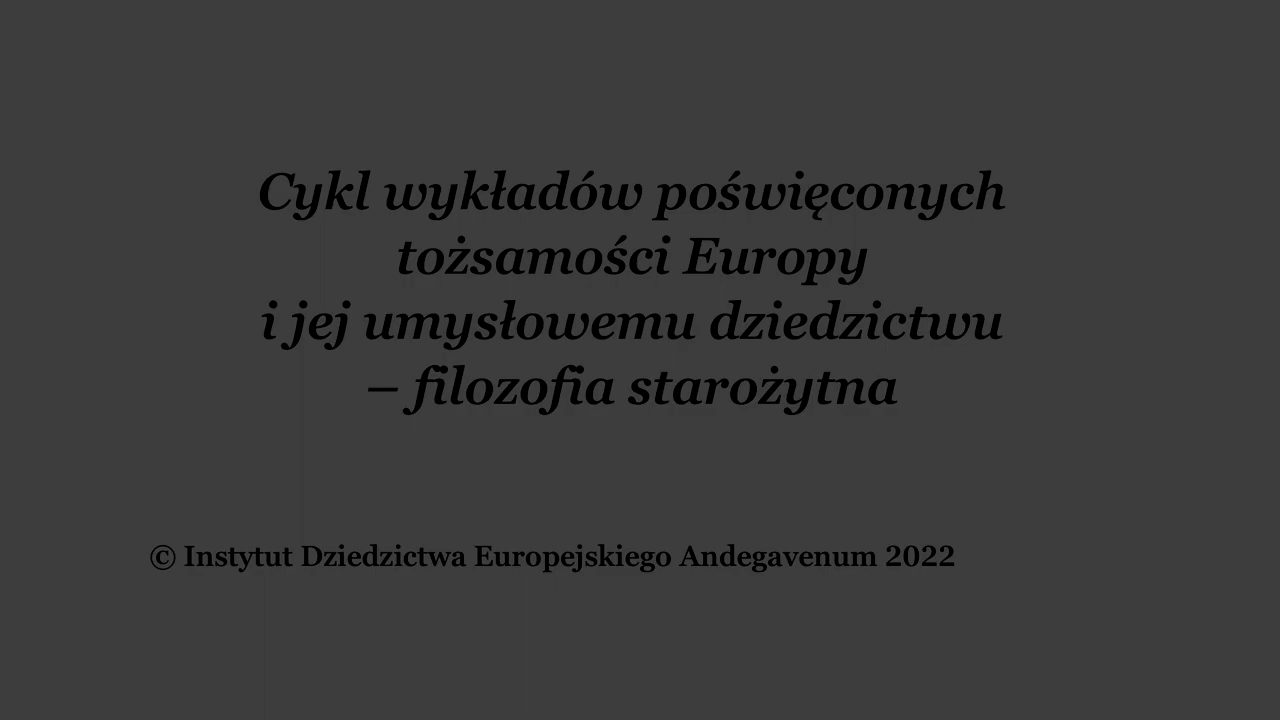 Cykl wykładów poświęconych
tożsamości Europy
i jej umysłowemu dziedzictwu
– filozofia starożytna
© Instytut Dziedzictwa Europejskiego Andegavenum 2022